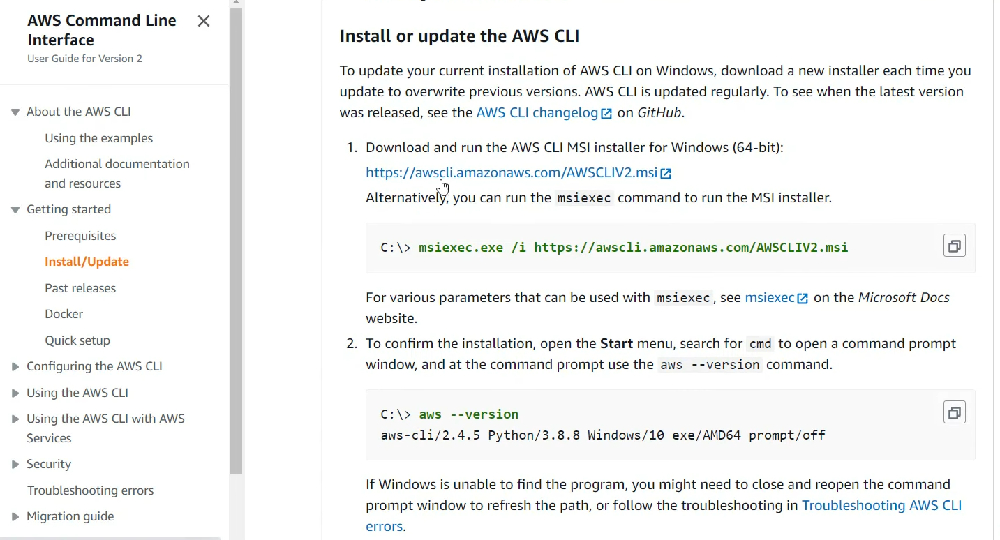 AWS Command Line
Interface
User Guide for Version 2
About the AWS CLI
Using the examples
Additional documentation
and resources
Getting started
Prerequisites
Install/Update
Past releases
Docker
Quick setup
Configuring the AWS CLI
Using the AWS CLI
Using the AWS CLI with AWS
Services
Security
Troubleshooting errors
Migration guide
Install or update the AWS CLI
To update your current installation of AWS CLI on Windows, download a new installer each time you
update to overwrite previous versions. AWS CLI is updated regularly. To see when the latest version
was released, see the AWS CLI changelog on GitHub.
1. Download and run the AWS CLI MSI installer for Windows (64-bit):
https://awscli.amazonaws.com/AWSCLIV2.msi
Alternatively, you can run the msiexec command to run the MSI installer.
C:\> msiexec.exe /i https://awscli.amazonaws.com/AWSCLIV2.msi
For various parameters that can be used with msiexec, see msiexec on the Microsoft Docs
website.
2. To confirm the installation, open the Start menu, search for cmd to open a command prompt
window, and at the command prompt use the aws --version command.
C:\> aws --version
aws-cli/2.4.5 Python/3.8.8 Windows/10 exe/AMD64 prompt/off
If Windows is unable to find the program, you might need to close and reopen the command
prompt window to refresh the path, or follow the troubleshooting in Troubleshooting AWS CLI
errors.